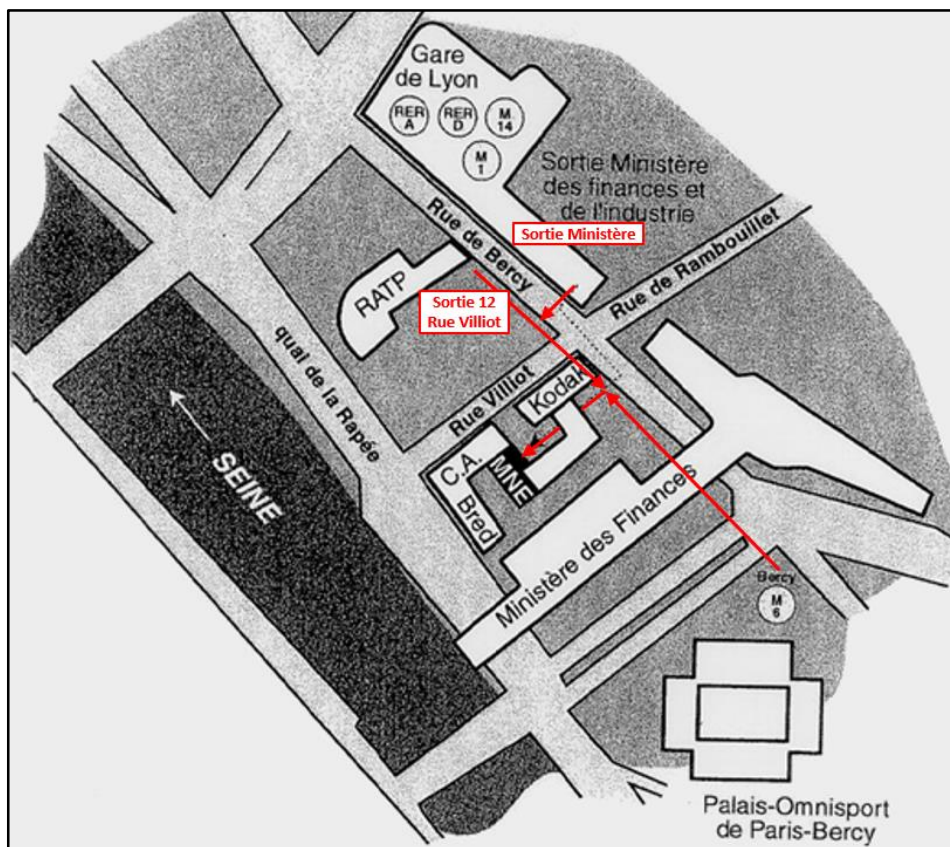 Gare
de Lyon
RER
A
RER
D
M
14
M
1
Sortie Ministère
des finances et
de l'industrie
Sortie Ministère
Rue de Bercy
Rue de Rambouillet
RATP
Sortie 12
Rue Villiot
quai de la Rapée
Rue Villiot
Kodak
C.A.
Bred
MNE
SEINE
Ministère des Finances
Bercy
M
6
Palais-Omnisport
de Paris-Bercy